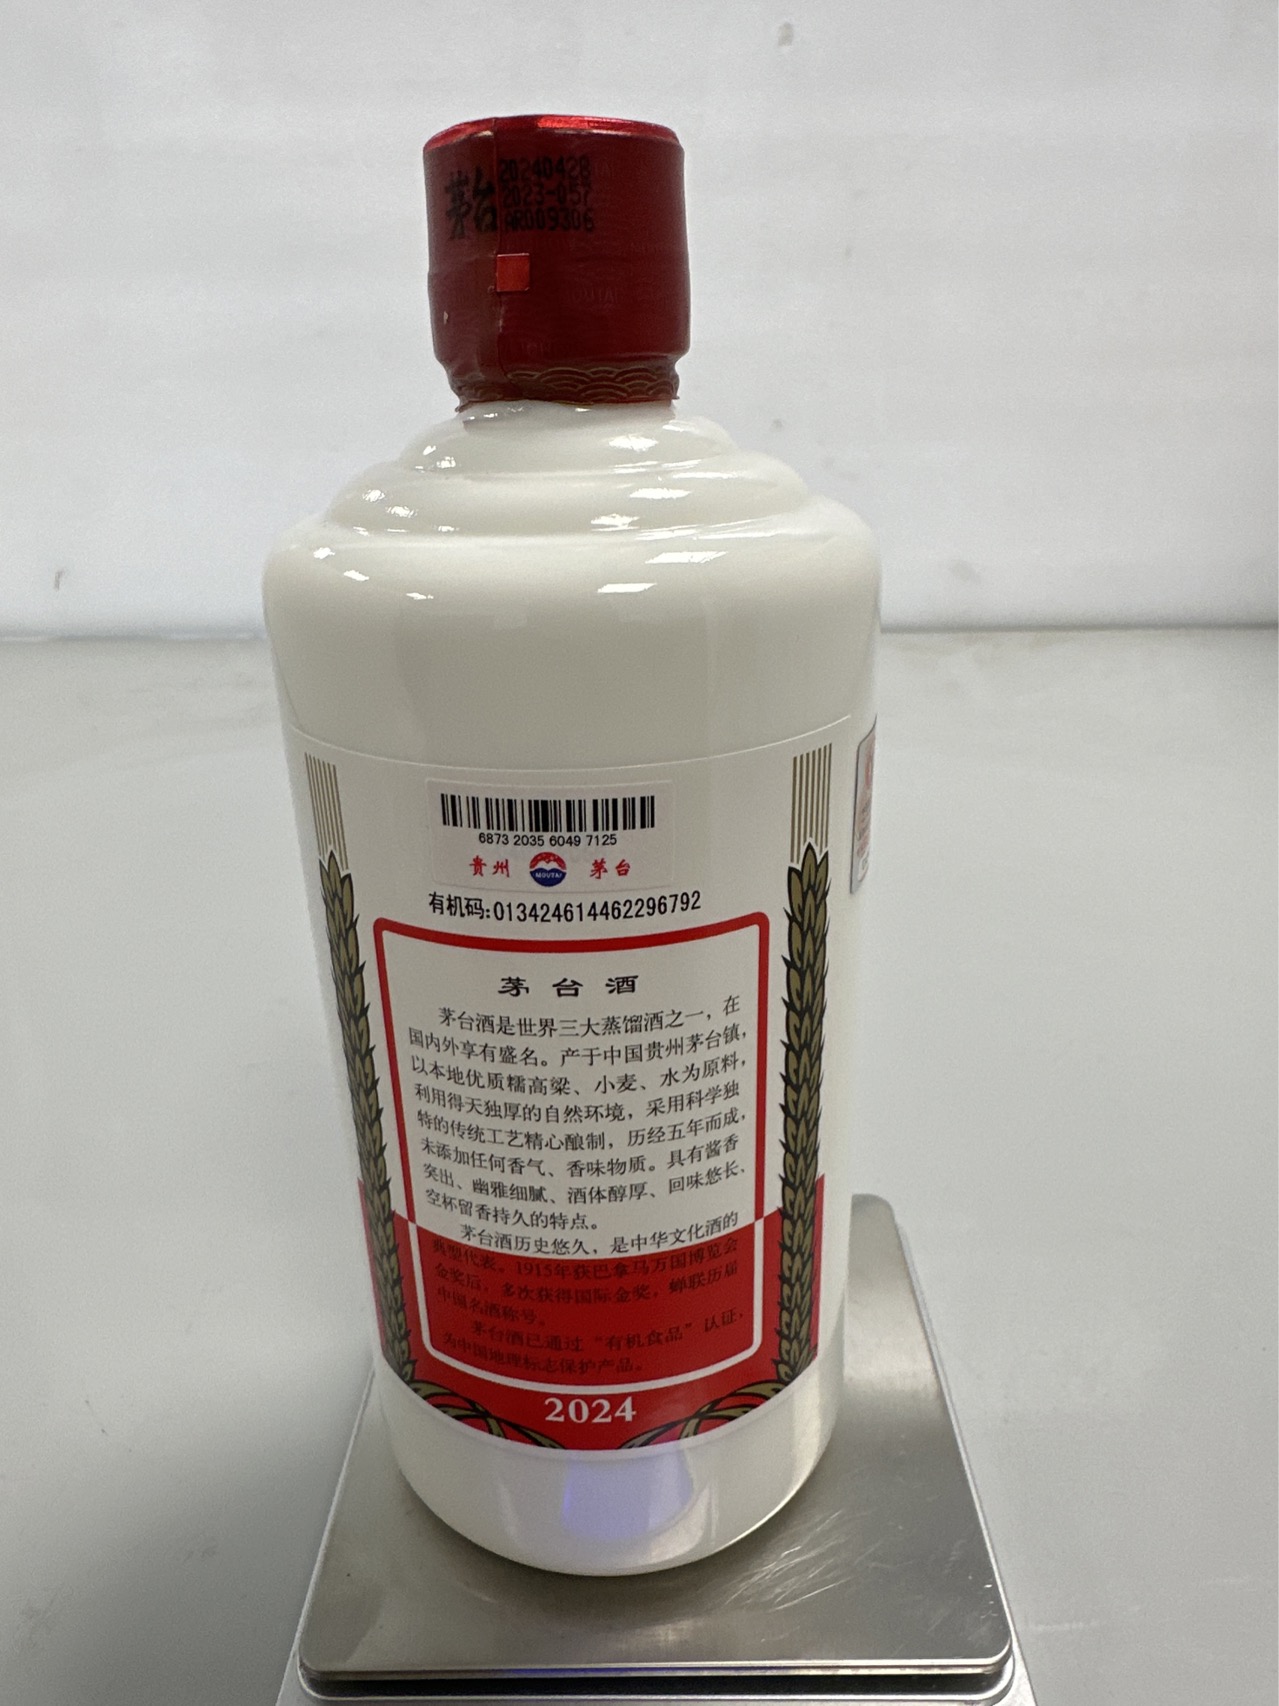 茅台
20240428
2023-057
AR009306
6873 2035 6049 7125
贵州 MOUTAI 茅台
有机码:013424614462296792
茅台酒
茅台酒是世界三大蒸馏酒之一，在
国内外享有盛名。产于中国贵州茅台镇，
以本地优质糯高粱、小麦、水为原料，
利用得天独厚的自然环境，采用科学独
特的传统工艺精心酿制，历经五年而成，
未添加任何香气、香味物质。具有酱香
突出、幽雅细腻、酒体醇厚、回味悠长、
空杯留香持久的特点。
茅台酒历史悠久，是中华文化酒的
典型代表。1915年获巴拿马万国博览会
金奖后，多次获得国际金奖，蝉联历届
中国名酒称号。
茅台酒已通过“有机食品”认证，
为中国地理标志保护产品。
2024